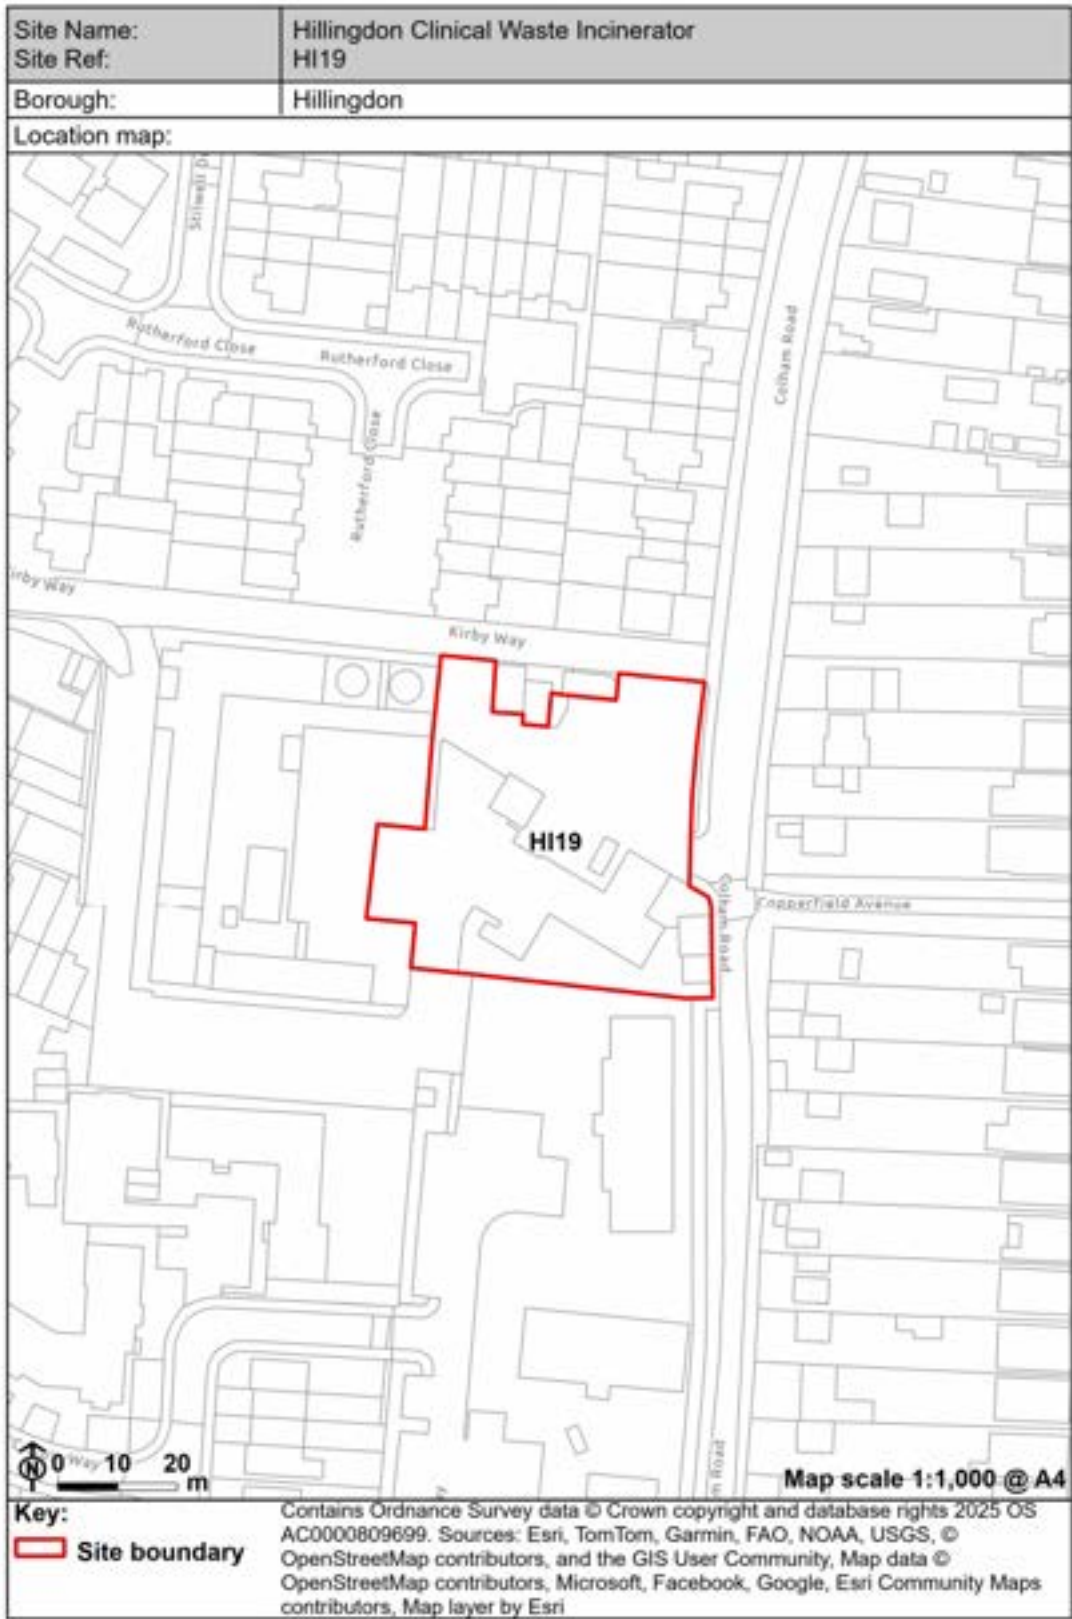 Site Name: Hillingdon Clinical Waste Incinerator
Site Ref: HI19
Borough: Hillingdon
Location map:
Rutherford Close
Rutherford Close
Colham Road
Rutherford Close
Kirby Way
HI19
Copperfield Avenue
Colham Road
Way
Road
N 0 10 20 m
Map scale 1:1,000 @ A4
Key:
Site boundary
Contains Ordnance Survey data © Crown copyright and database rights 2025 OS
AC0000809699. Sources: Esri, TomTom, Garmin, FAO, NOAA, USGS, ©
OpenStreetMap contributors, and the GIS User Community, Map data ©
OpenStreetMap contributors, Microsoft, Facebook, Google, Esri Community Maps
contributors, Map layer by Esri